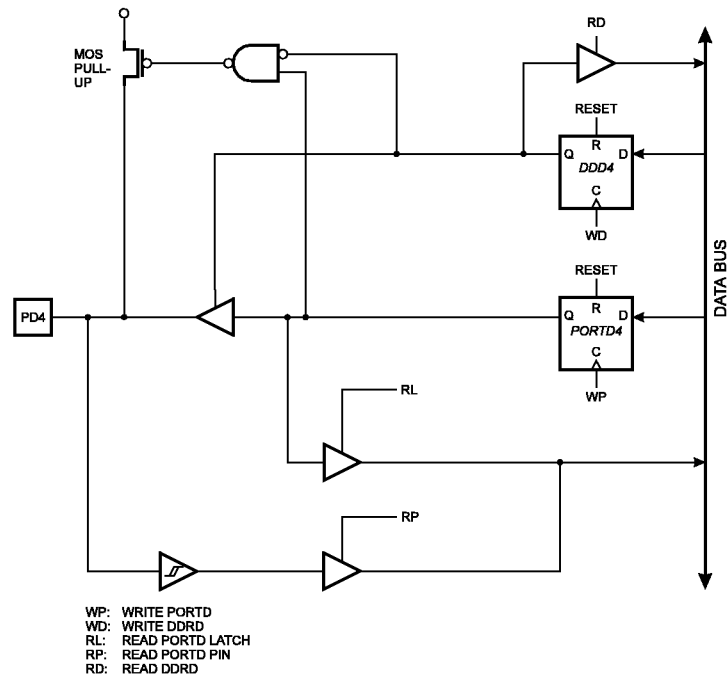 RD
MOS
PULL-
UP
RESET
R
Q
D
DDD4
C
WD
DATA BUS
RESET
R
PD4
Q
D
PORTD4
C
WP
RL
RP
WP: WRITE PORTD
WD: WRITE DDRD
RL: READ PORTD LATCH
RP: READ PORTD PIN
RD: READ DDRD